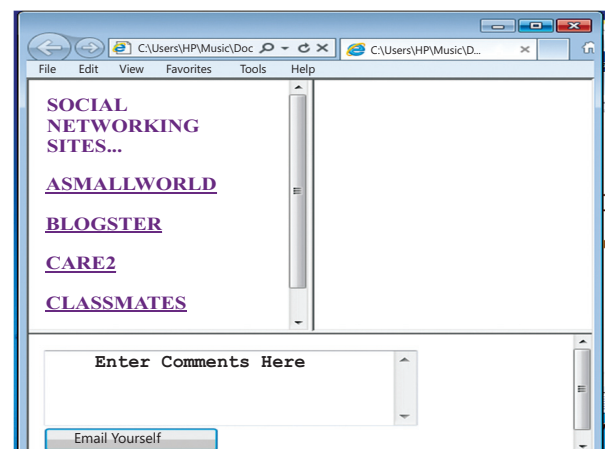 C:\Users\HP\Music\Doc
C:\Users\HP\Music\D...
File Edit View Favorites Tools Help
SOCIAL
NETWORKING
SITES...
ASMALLWORLD
BLOGSTER
CARE2
CLASSMATES
Enter Comments Here
Email Yourself